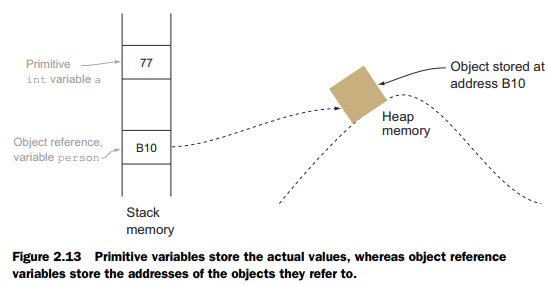 Primitive
int variable a
77
Object stored at
address B10
Heap
memory
Object reference,
variable person
B10
Stack
memory
Figure 2.13 Primitive variables store the actual values, whereas object reference
variables store the addresses of the objects they refer to.